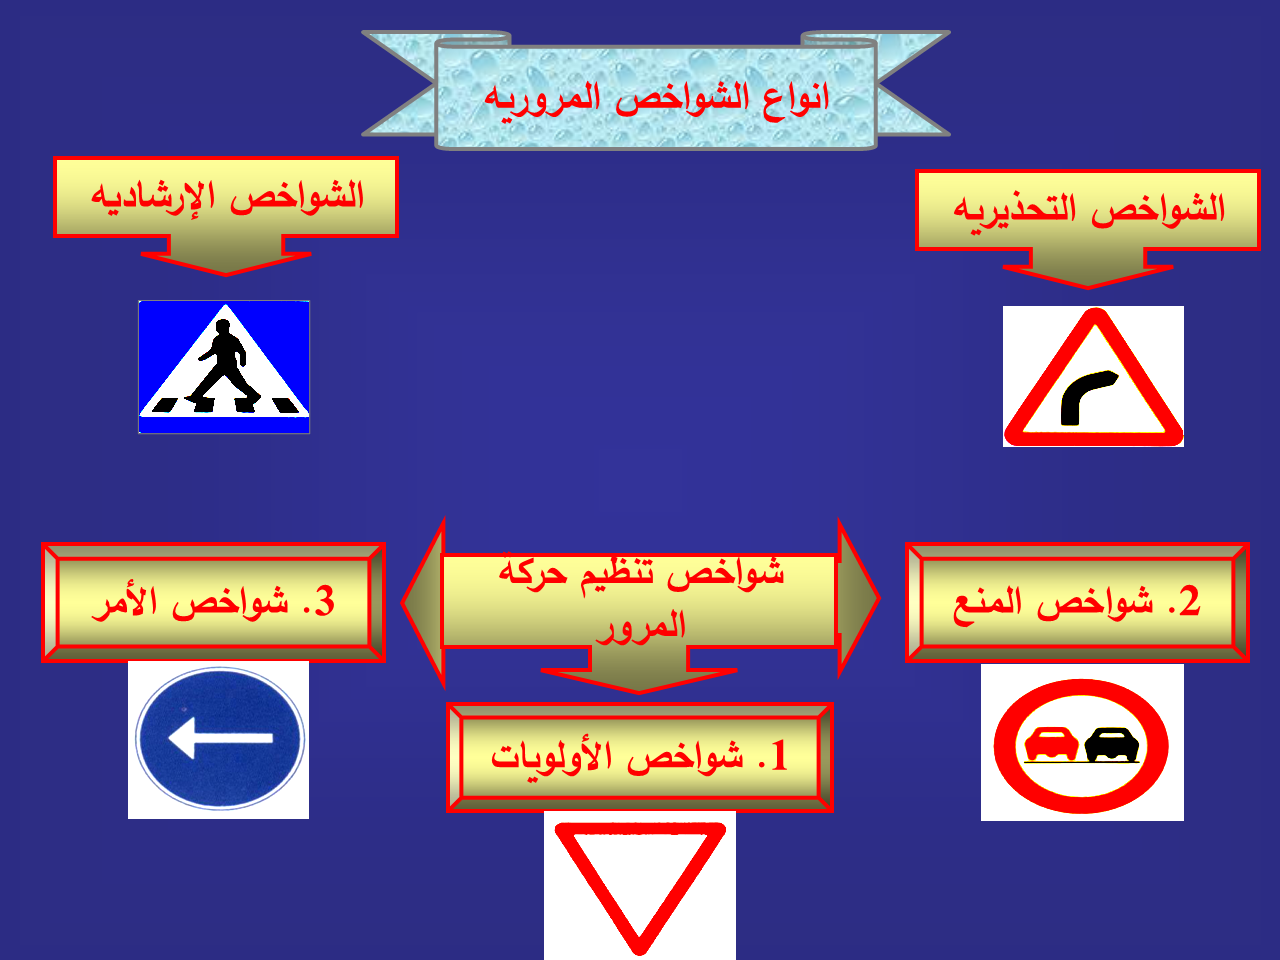 انواع الشواخص المروريه
الشواخص التحذيريه
الشواخص الإرشاديه
شواخص تنظيم حركة
المرور
2. شواخص المنع
3. شواخص الأمر
1. شواخص الأولويات